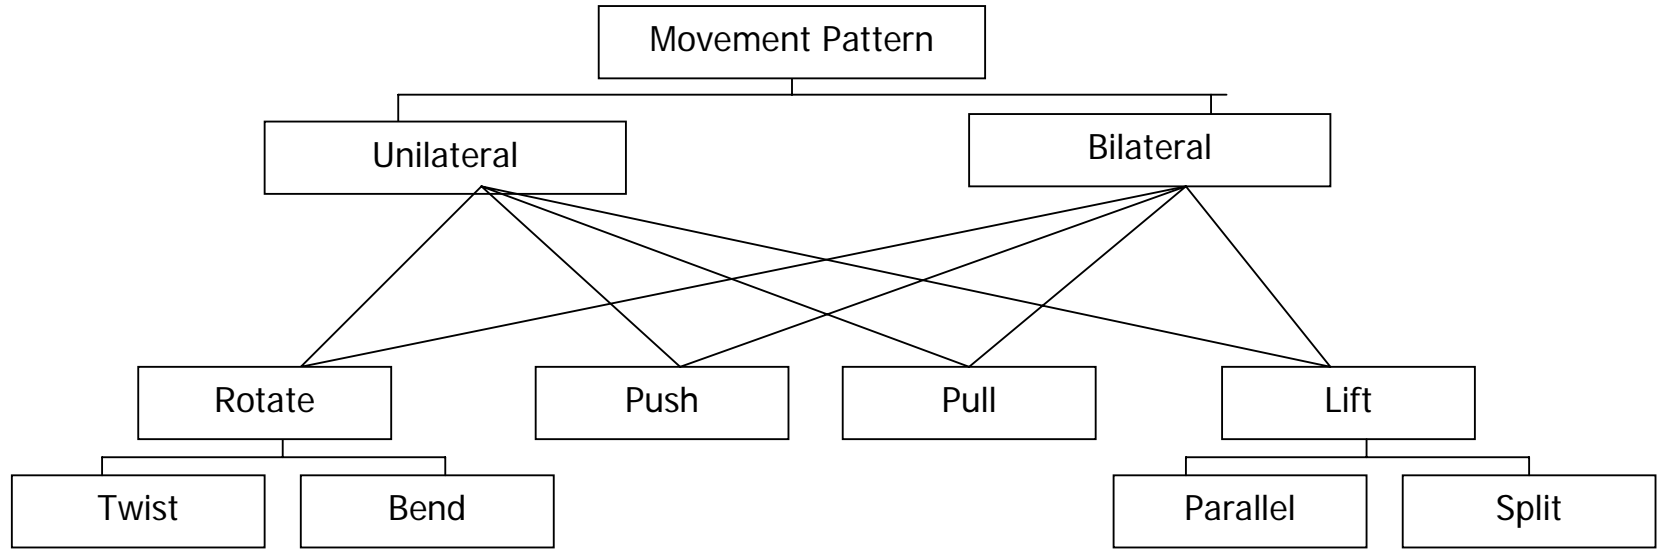 Movement Pattern
Unilateral
Bilateral
Rotate
Push
Pull
Lift
Twist
Bend
Parallel
Split